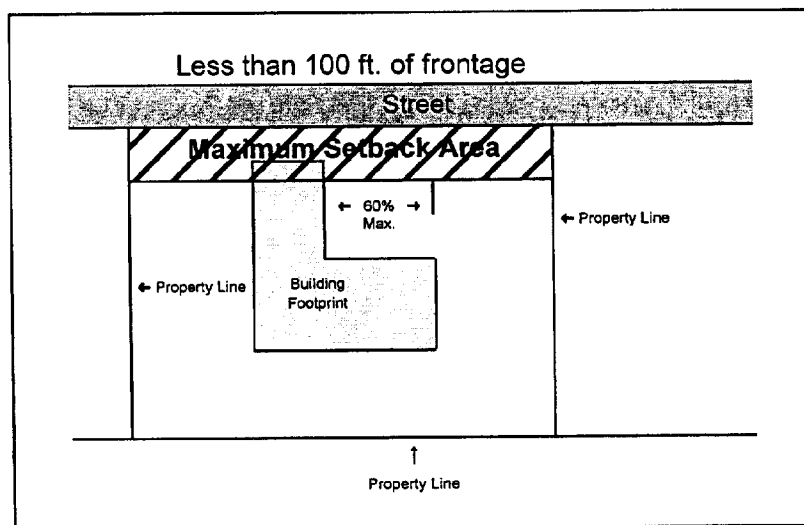 Less than 100 ft. of frontage
Street
Maximum Setback Area
← 60% →
Max.
← Property Line
← Property Line
Building
Footprint
↑
Property Line